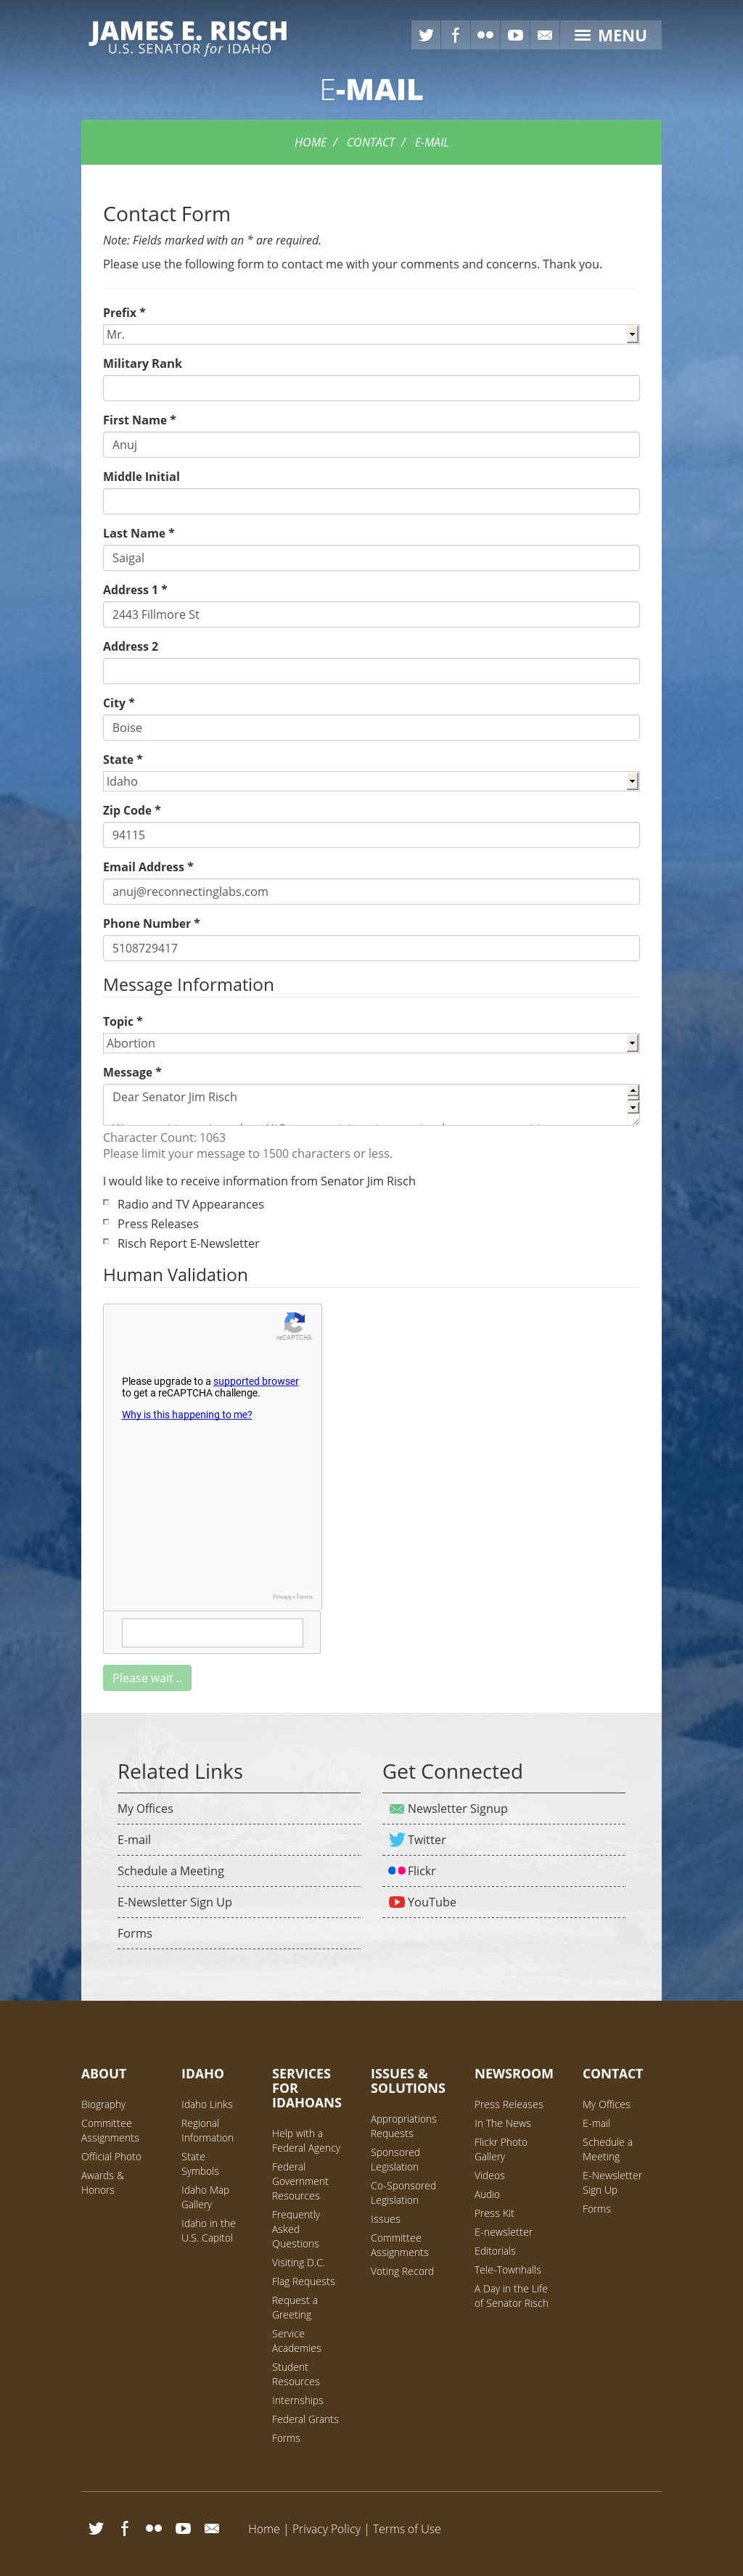 JAMES E. RISCH
U.S. SENATOR for IDAHO
MENU
E-MAIL
HOME / CONTACT / E-MAIL
Contact Form
Note: Fields marked with an * are required.
Please use the following form to contact me with your comments and concerns. Thank you.
Prefix *
Mr.
Military Rank
First Name *
Anuj
Middle Initial
Last Name *
Saigal
Address 1 *
2443 Fillmore St
Address 2
City *
Boise
State *
Idaho
Zip Code *
94115
Email Address *
anuj@reconnectinglabs.com
Phone Number *
5108729417
Message Information
Topic *
Abortion
Message *
Dear Senator Jim Risch
Character Count: 1063
Please limit your message to 1500 characters or less.
I would like to receive information from Senator Jim Risch
Radio and TV Appearances
Press Releases
Risch Report E-Newsletter
Human Validation
reCAPTCHA
Please upgrade to a supported browser
to get a reCAPTCHA challenge.
Why is this happening to me?
Privacy • Terms
Please wait ..
Related Links
My Offices
E-mail
Schedule a Meeting
E-Newsletter Sign Up
Forms
Get Connected
Newsletter Signup
Twitter
Flickr
YouTube
ABOUT
Biography
Committee
Assignments
Official Photo
Awards &
Honors
IDAHO
Idaho Links
Regional
Information
State
Symbols
Idaho Map
Gallery
Idaho in the
U.S. Capitol
SERVICES
FOR
IDAHOANS
Help with a
Federal Agency
Federal
Government
Resources
Frequently
Asked
Questions
Visiting D.C.
Flag Requests
Request a
Greeting
Service
Academies
Student
Resources
Internships
Federal Grants
Forms
ISSUES &
SOLUTIONS
Appropriations
Requests
Sponsored
Legislation
Co-Sponsored
Legislation
Issues
Committee
Assignments
Voting Record
NEWSROOM
Press Releases
In The News
Flickr Photo
Gallery
Videos
Audio
Press Kit
E-newsletter
Editorials
Tele-Townhalls
A Day in the Life
of Senator Risch
CONTACT
My Offices
E-mail
Schedule a
Meeting
E-Newsletter
Sign Up
Forms
Home | Privacy Policy | Terms of Use